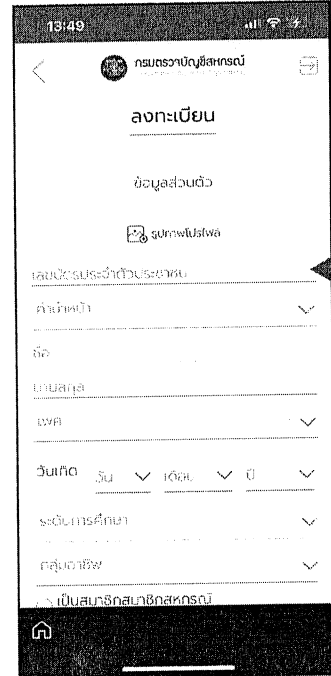 13:49
กรมตรวจบัญชีสหกรณ์
ลงทะเบียน
ข้อมูลส่วนตัว
รูปภาพโปรไฟล์
เลขบัตรประจำตัวประชาชน
คำนำหน้า
ชื่อ
นามสกุล
เพศ
วันเกิด วัน เดือน ปี
ระดับการศึกษา
กลุ่มอาชีพ
เป็นสมาชิกสมาชิกสหกรณ์